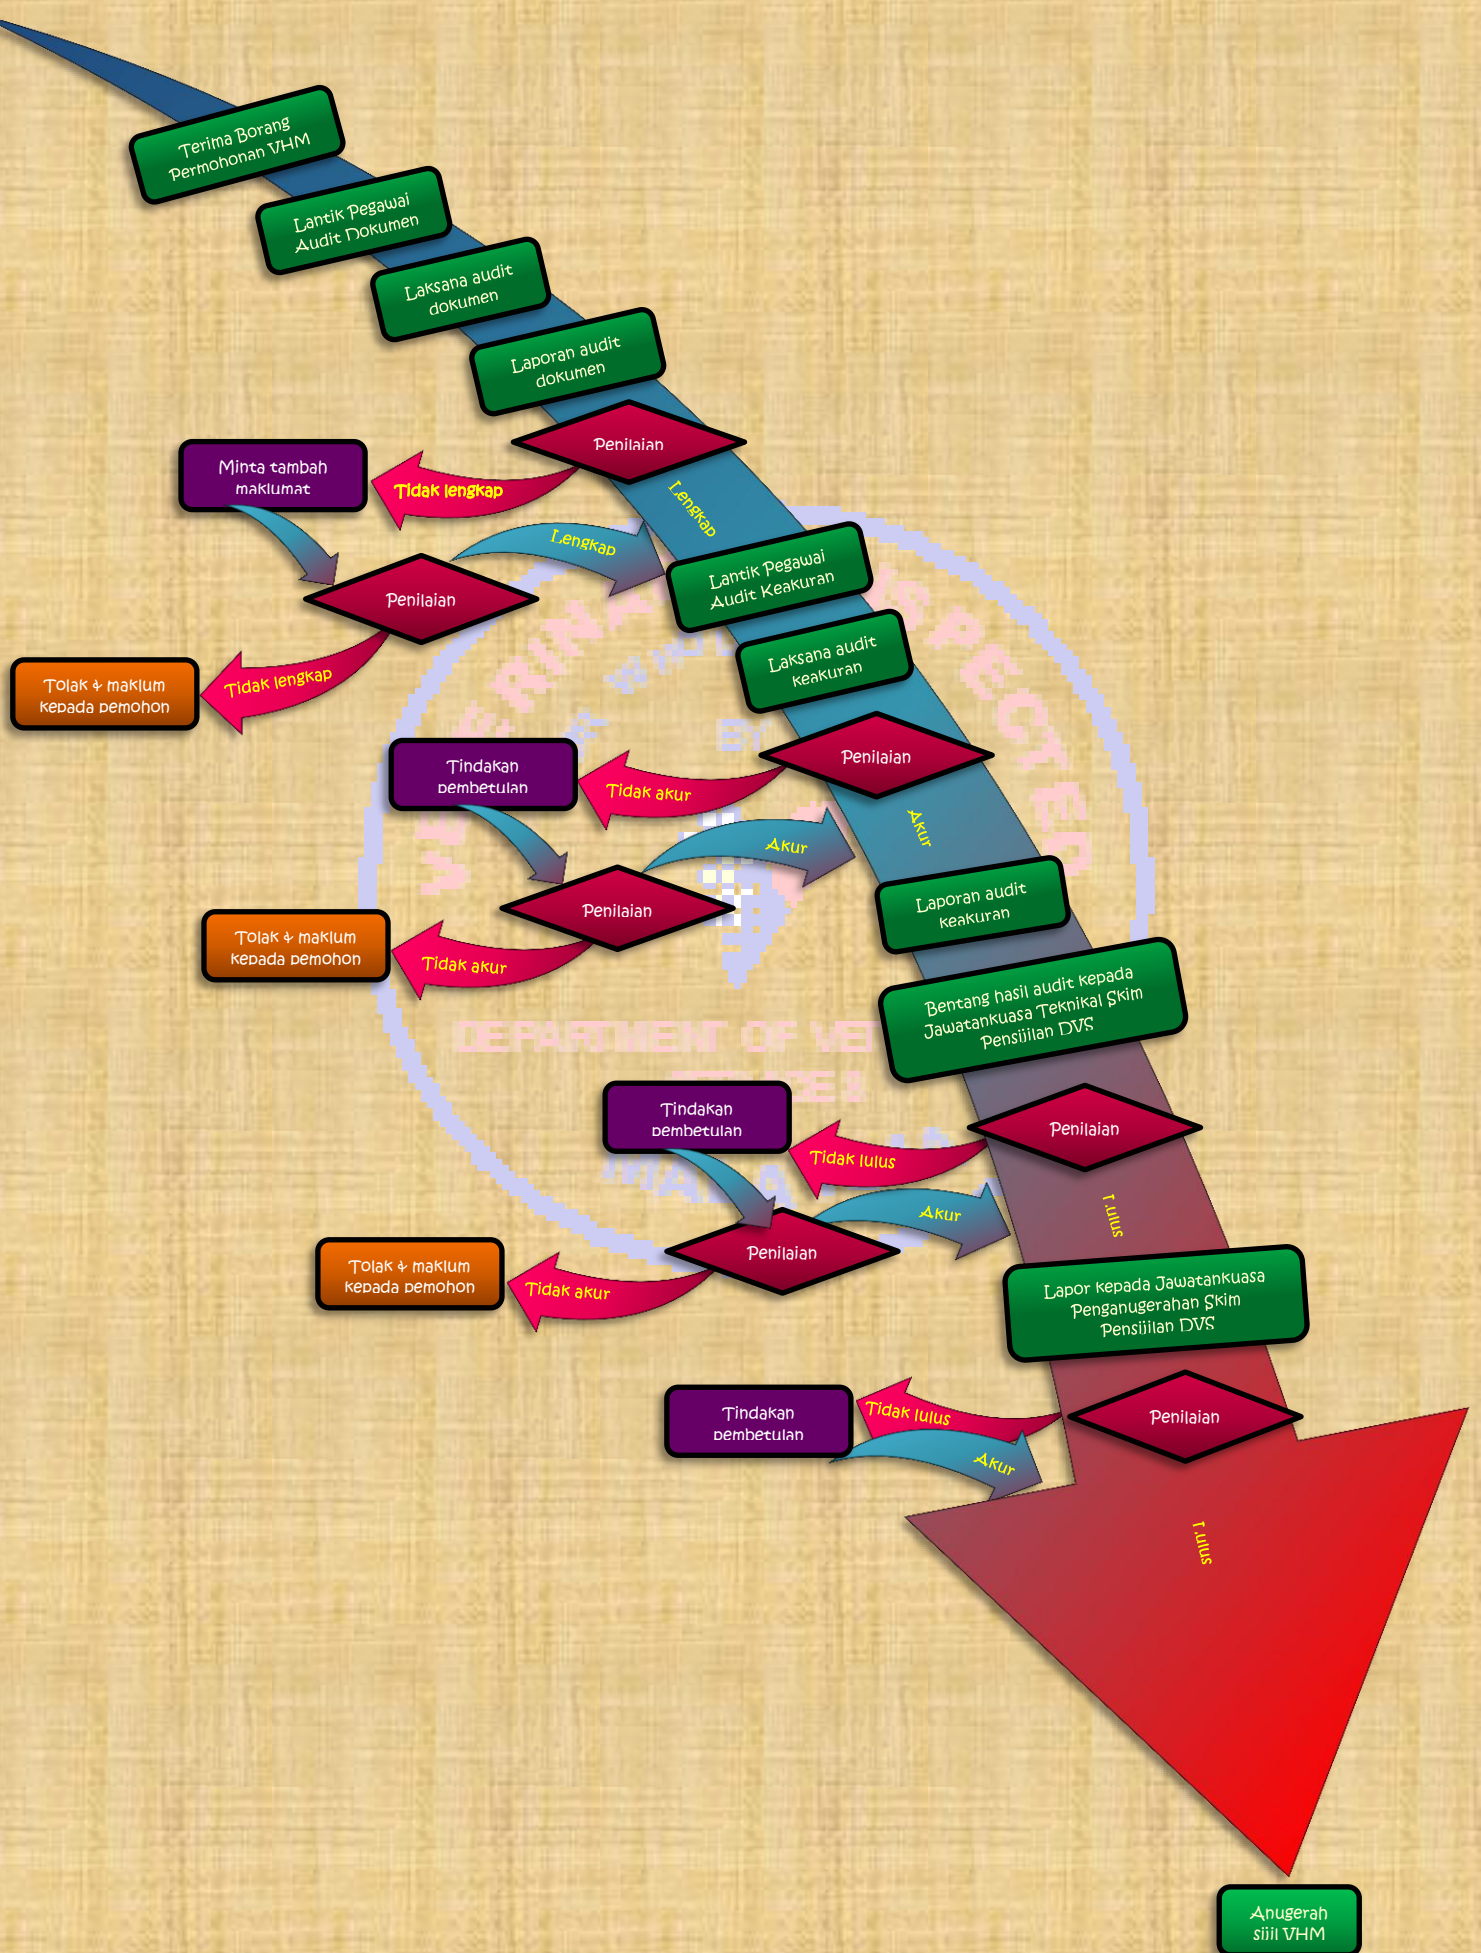 Terima Borang
Permohonan VHM
Lantik Pegawai
Audit Dokumen
Laksana audit
dokumen
Laporan audit
dokumen
Penilaian
Minta tambah
maklumat
Tidak lengkap
Lengkap
Lengkap
Penilaian
Tidak lengkap
Tolak & maklum
kepada pemohon
Lantik Pegawai
Audit Keakuran
Laksana audit
keakuran
Penilaian
Tindakan
pembetulan
Tidak akur
Akur
Akur
Penilaian
Tidak akur
Tolak & maklum
kepada pemohon
Laporan audit
keakuran
Bentang hasil audit kepada
Jawatankuasa Teknikal Skim
Pensijilan DVS
Penilaian
Tindakan
pembetulan
Tidak lulus
Lulus
Akur
Penilaian
Tidak akur
Tolak & maklum
kepada pemohon
Lapor kepada Jawatankuasa
Penganugerahan Skim
Pensijilan DVS
Penilaian
Tindakan
pembetulan
Tidak lulus
Akur
Lulus
Anugerah
sijil VHM
BY
DEPARTMENT OF VET